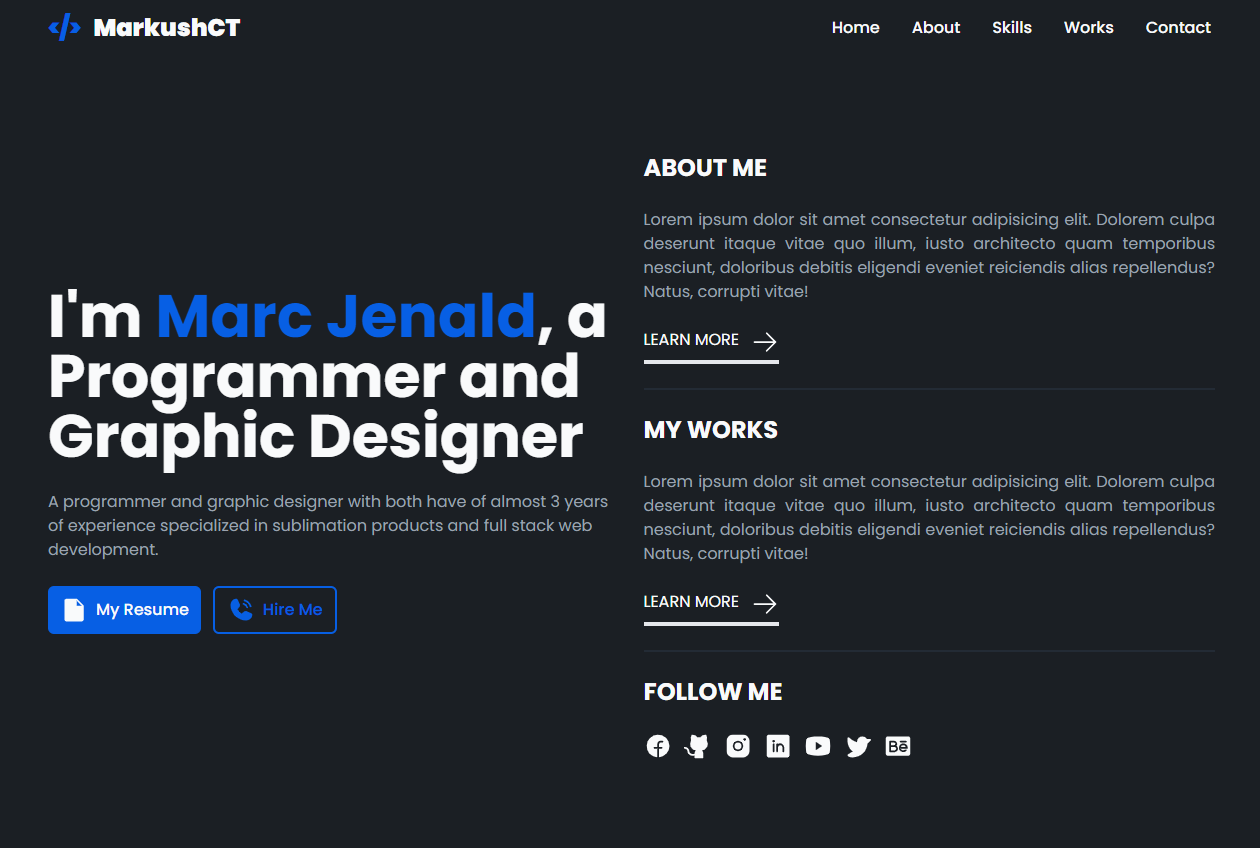 MarkushCT
Home About Skills Works Contact
I'm Marc Jenald, a
Programmer and
Graphic Designer
A programmer and graphic designer with both have of almost 3 years
of experience specialized in sublimation products and full stack web
development.
My Resume Hire Me
ABOUT ME
Lorem ipsum dolor sit amet consectetur adipisicing elit. Dolorem culpa
deserunt itaque vitae quo illum, iusto architecto quam temporibus
nesciunt, doloribus debitis eligendi eveniet reiciendis alias repellendus?
Natus, corrupti vitae!
LEARN MORE
MY WORKS
Lorem ipsum dolor sit amet consectetur adipisicing elit. Dolorem culpa
deserunt itaque vitae quo illum, iusto architecto quam temporibus
nesciunt, doloribus debitis eligendi eveniet reiciendis alias repellendus?
Natus, corrupti vitae!
LEARN MORE
FOLLOW ME